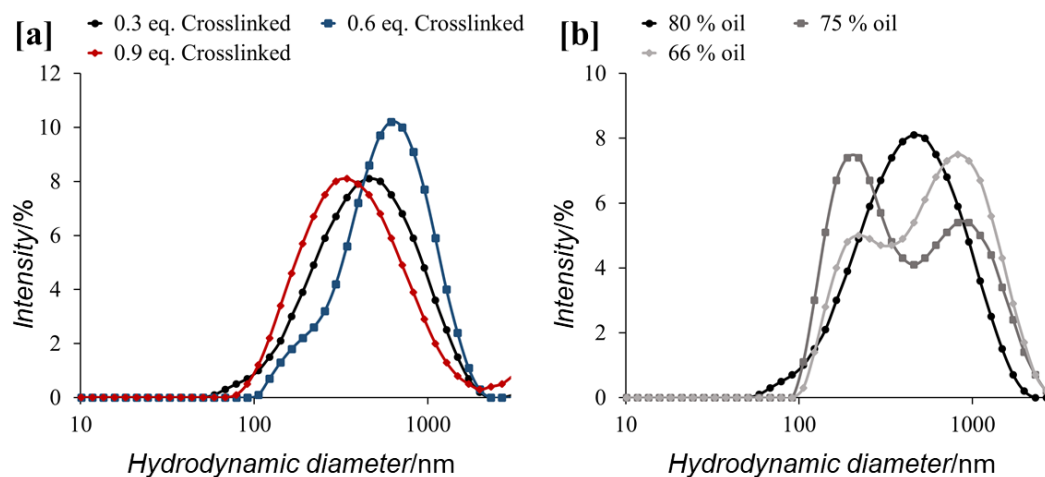 [a]
0.3 eq. Crosslinked 0.6 eq. Crosslinked
0.9 eq. Crosslinked
12
10
8
6
4
2
0
Intensity/%
10 100 1000
Hydrodynamic diameter/nm
[b]
80 % oil 75 % oil
66 % oil
10
8
6
4
2
0
Intensity/%
10 100 1000
Hydrodynamic diameter/nm